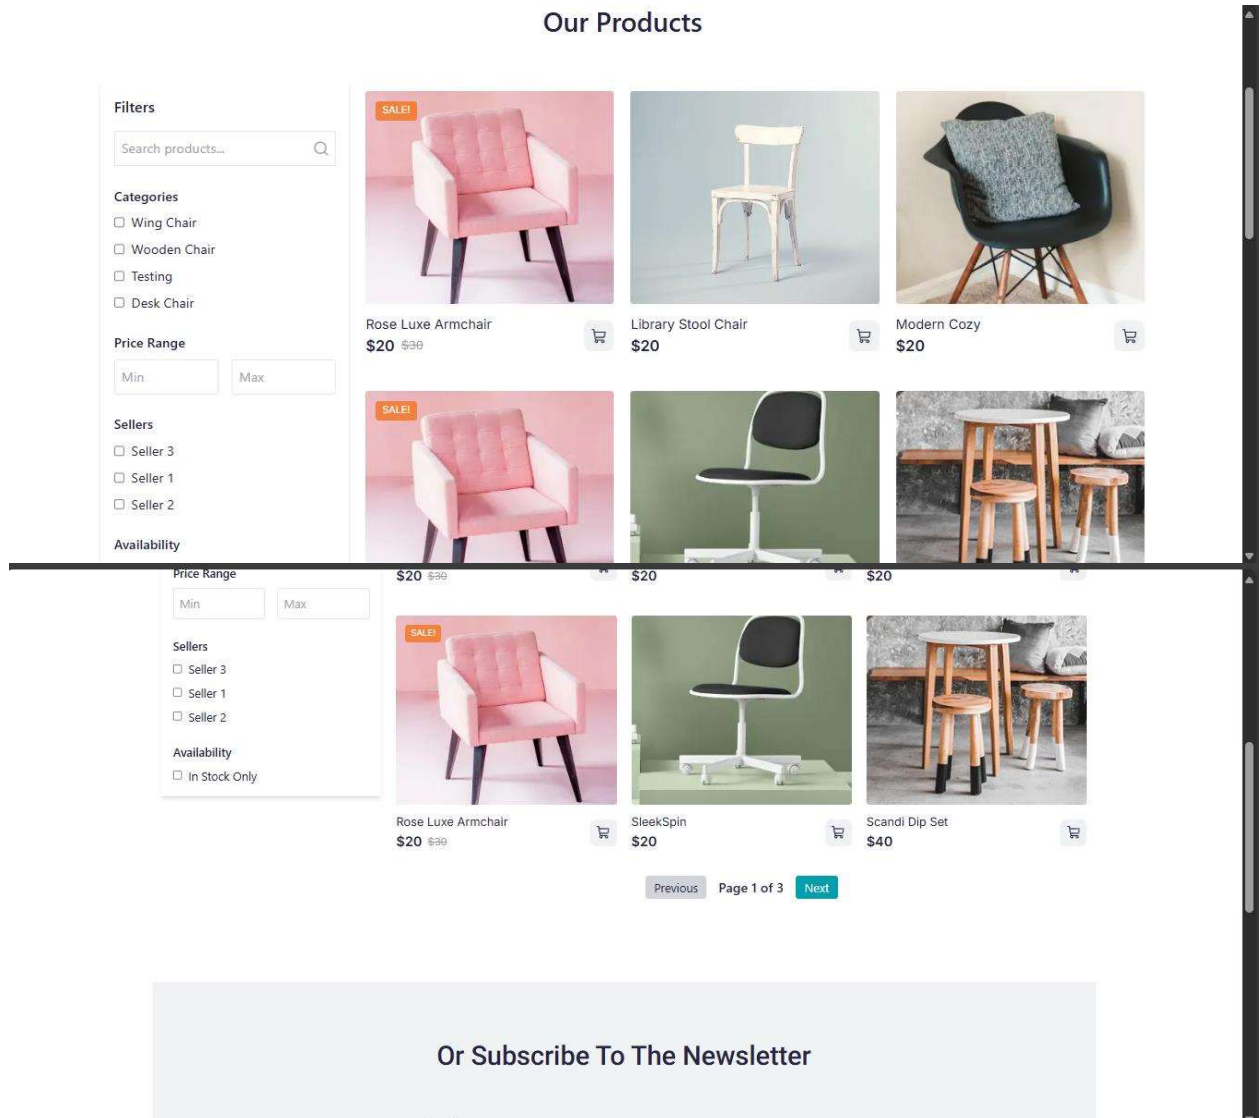 Our Products
Filters
Search products...
Categories
Wing Chair
Wooden Chair
Testing
Desk Chair
Price Range
Min Max
Sellers
Seller 3
Seller 1
Seller 2
Availability
SALE!
Rose Luxe Armchair
$20 $30
Library Stool Chair
$20
Modern Cozy
$20
SALE!
Price Range
Min Max
Sellers
Seller 3
Seller 1
Seller 2
Availability
In Stock Only
$20 $30
$20
$20
SALE!
Rose Luxe Armchair
$20 $30
SleekSpin
$20
Scandi Dip Set
$40
Previous Page 1 of 3 Next
Or Subscribe To The Newsletter